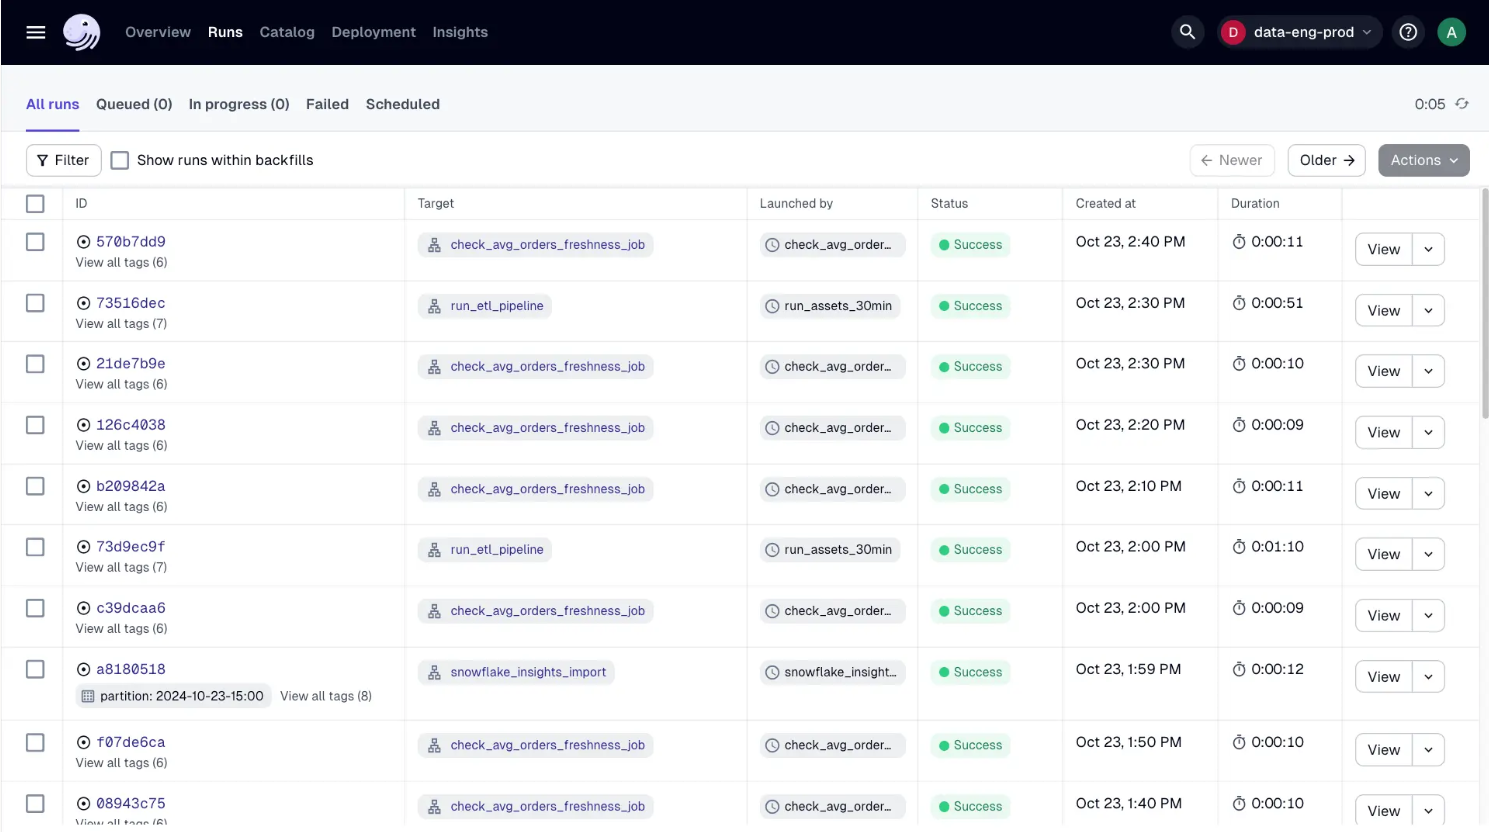 Overview Runs Catalog Deployment Insights D data-eng-prod A
All runs Queued (0) In progress (0) Failed Scheduled 0:05
Filter Show runs within backfills ← Newer Older → Actions
ID Target Launched by Status Created at Duration
570b7dd9 check_avg_orders_freshness_job check_avg_order... Success Oct 23, 2:40 PM 0:00:11 View
View all tags (6)
73516dec run_etl_pipeline run_assets_30min Success Oct 23, 2:30 PM 0:00:51 View
View all tags (7)
21de7b9e check_avg_orders_freshness_job check_avg_order... Success Oct 23, 2:30 PM 0:00:10 View
View all tags (6)
126c4038 check_avg_orders_freshness_job check_avg_order... Success Oct 23, 2:20 PM 0:00:09 View
View all tags (6)
b209842a check_avg_orders_freshness_job check_avg_order... Success Oct 23, 2:10 PM 0:00:11 View
View all tags (6)
73d9ec9f run_etl_pipeline run_assets_30min Success Oct 23, 2:00 PM 0:01:10 View
View all tags (7)
c39dcaa6 check_avg_orders_freshness_job check_avg_order... Success Oct 23, 2:00 PM 0:00:09 View
View all tags (6)
a8180518 snowflake_insights_import snowflake_insight... Success Oct 23, 1:59 PM 0:00:12 View
partition: 2024-10-23-15:00 View all tags (8)
f07de6ca check_avg_orders_freshness_job check_avg_order... Success Oct 23, 1:50 PM 0:00:10 View
View all tags (6)
08943c75 check_avg_orders_freshness_job check_avg_order... Success Oct 23, 1:40 PM 0:00:10 View
View all tags (6)